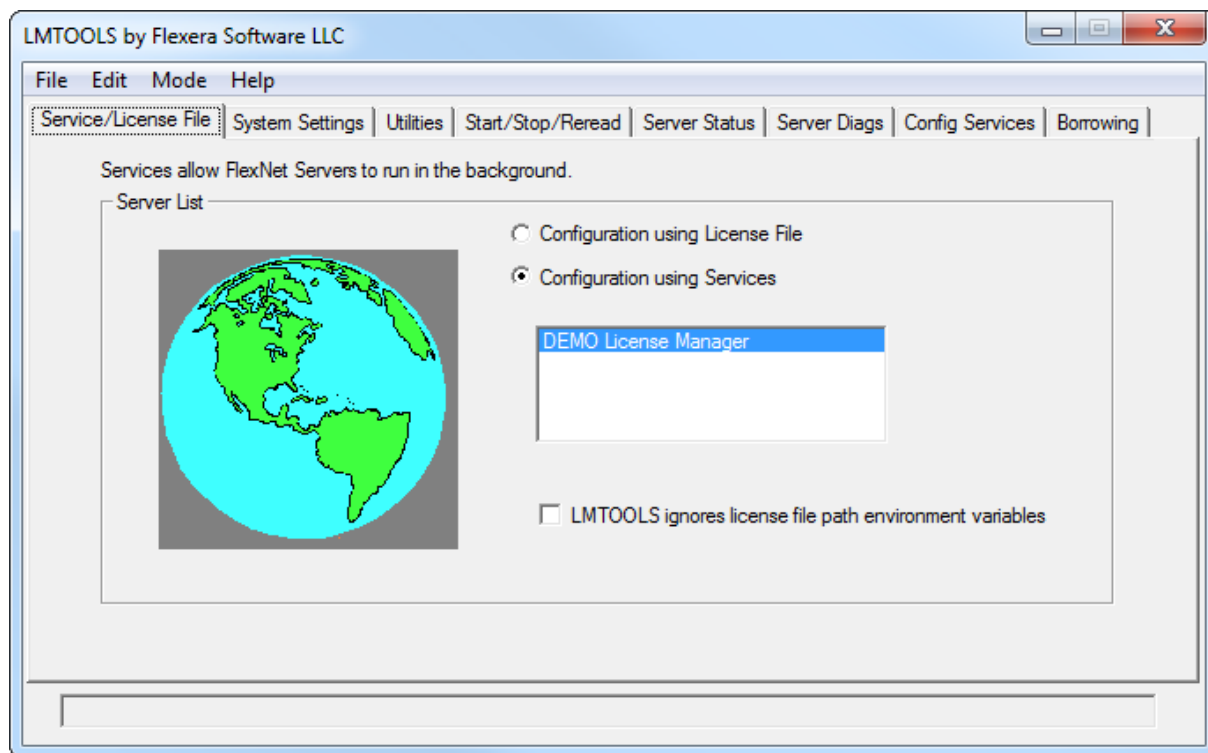 LMTOOLS by Flexera Software LLC
File Edit Mode Help
Service/License File System Settings Utilities Start/Stop/Reread Server Status Server Diags Config Services Borrowing
Services allow FlexNet Servers to run in the background.
Server List
Configuration using License File
Configuration using Services
DEMO License Manager
LMTOOLS ignores license file path environment variables